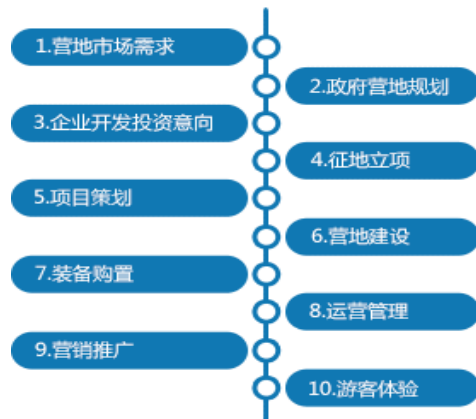 1.营地市场需求
2.政府营地规划
3.企业开发投资意向
4.征地立项
5.项目策划
6.营地建设
7.装备购置
8.运营管理
9.营销推广
10.游客体验